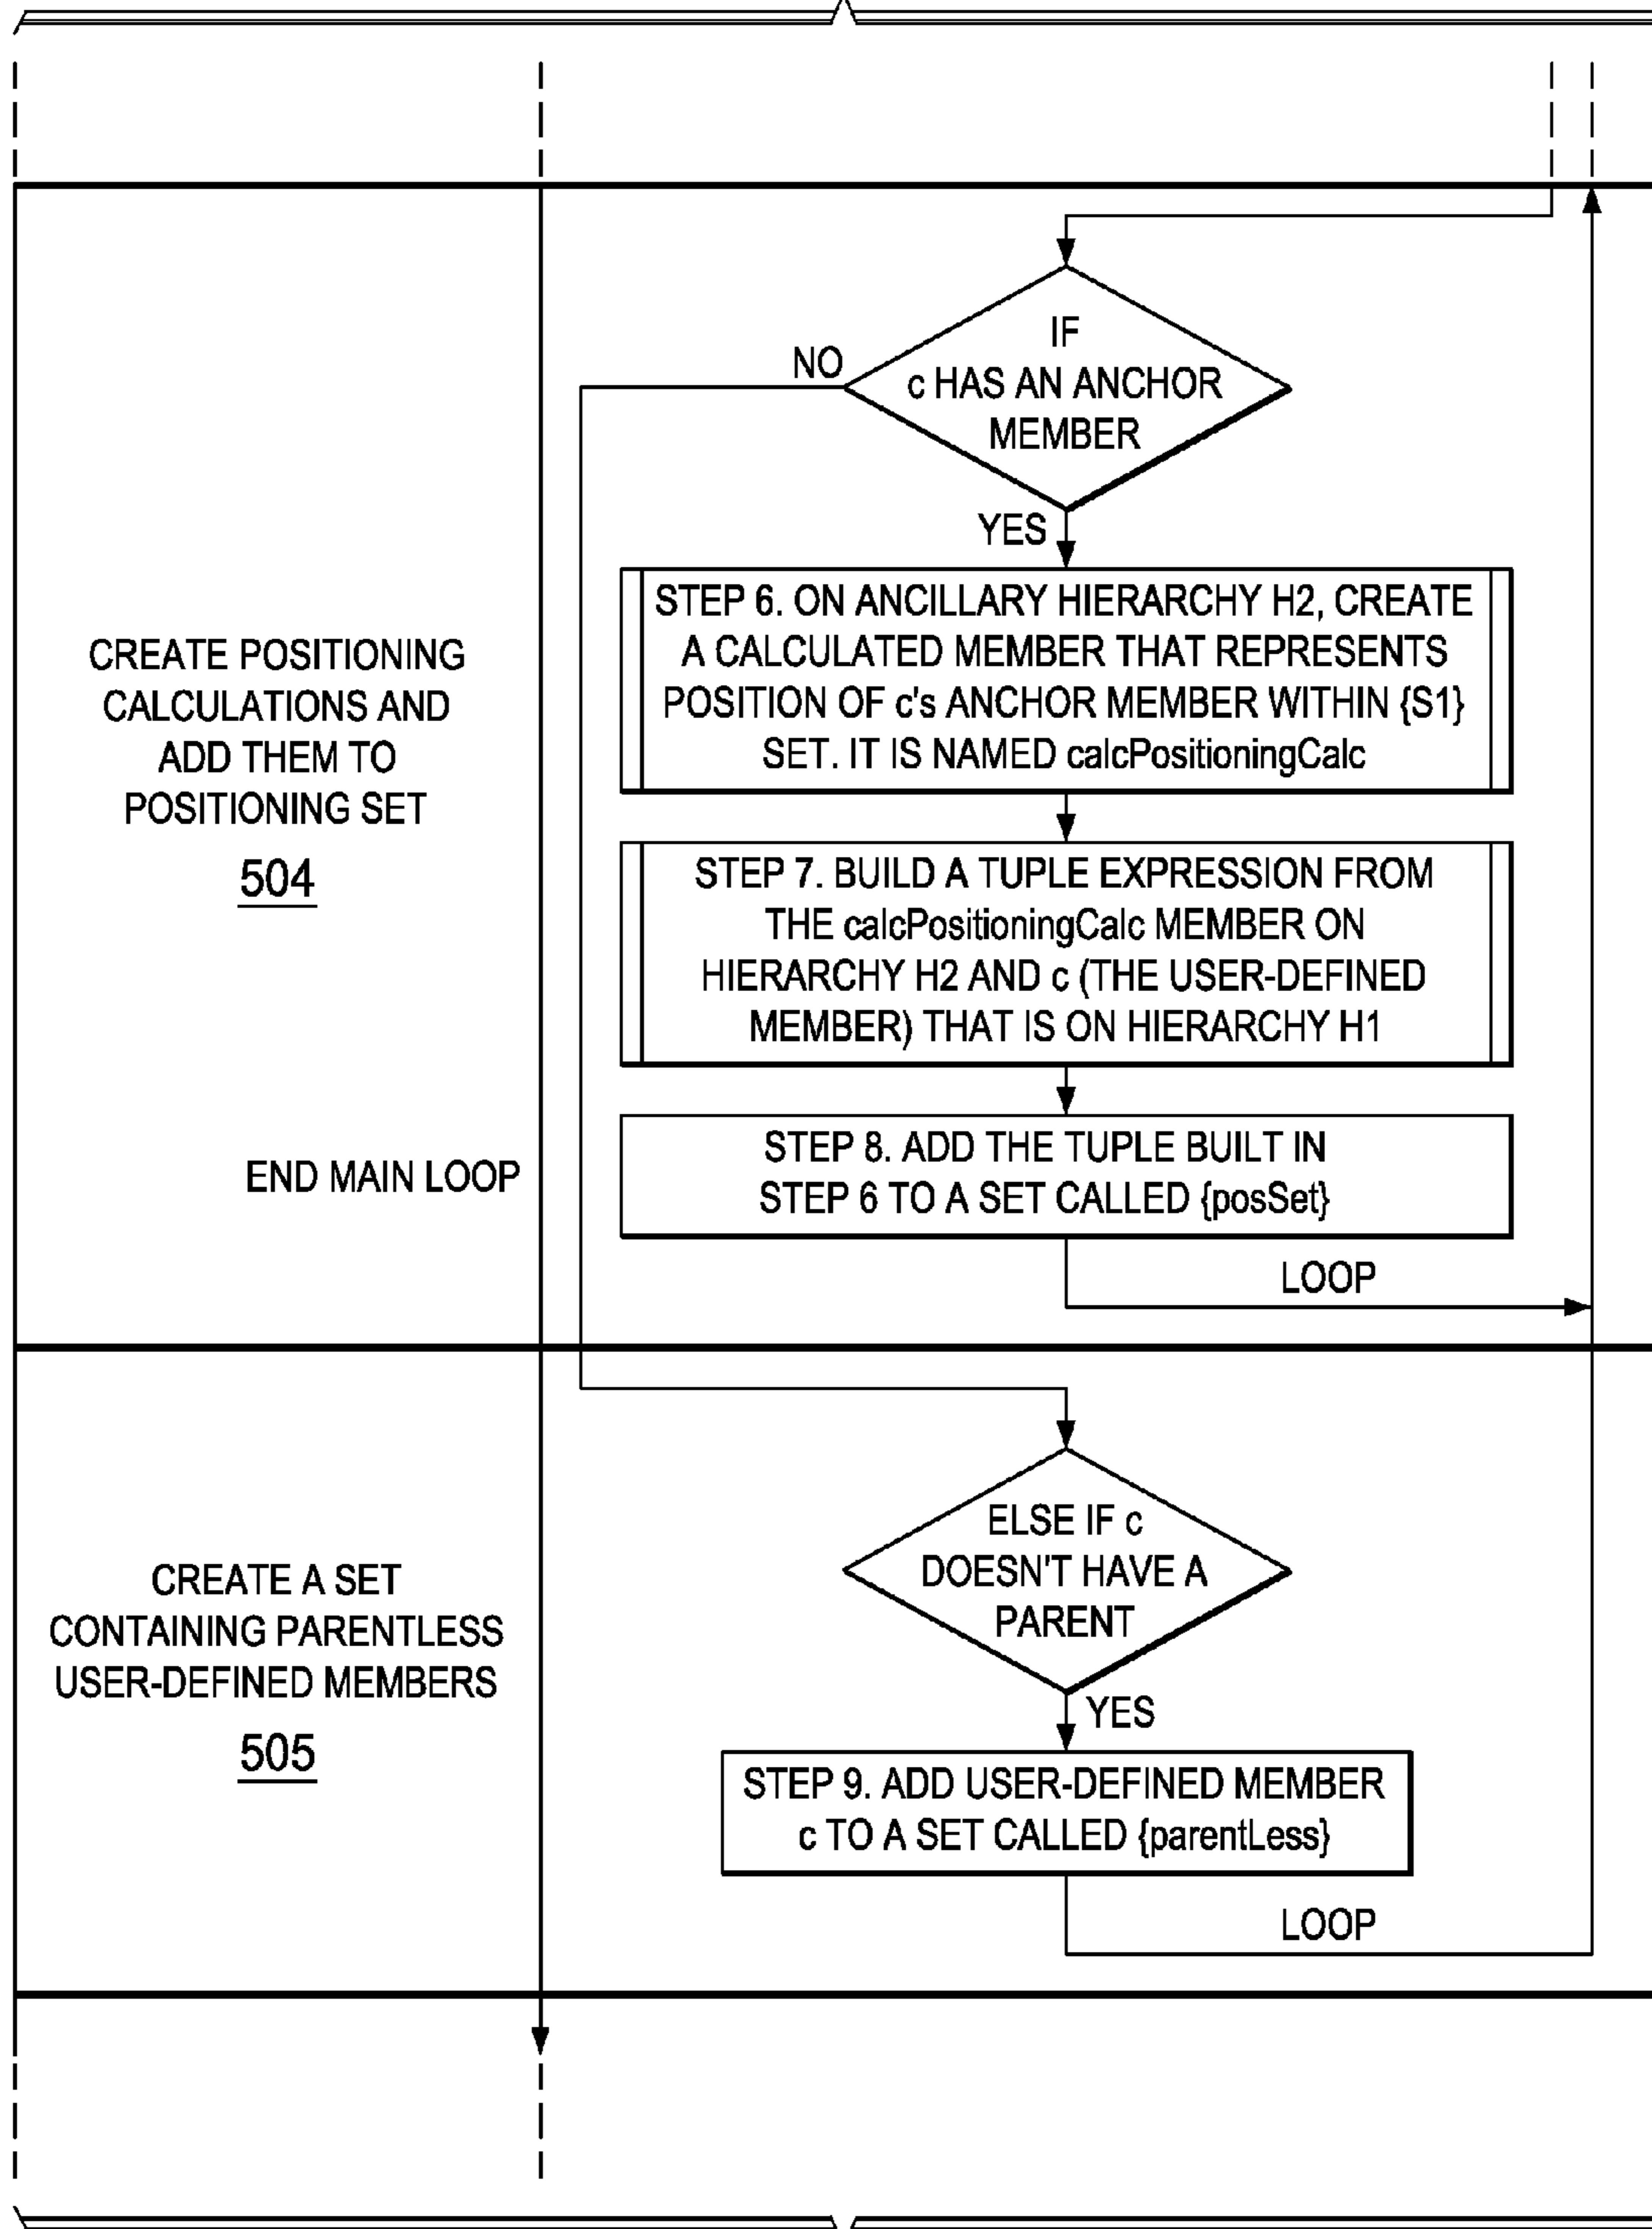 IF
c HAS AN ANCHOR
MEMBER
NO
YES
CREATE POSITIONING
CALCULATIONS AND
ADD THEM TO
POSITIONING SET
504
STEP 6. ON ANCILLARY HIERARCHY H2, CREATE
A CALCULATED MEMBER THAT REPRESENTS
POSITION OF c's ANCHOR MEMBER WITHIN {S1}
SET. IT IS NAMED calcPositioningCalc
STEP 7. BUILD A TUPLE EXPRESSION FROM
THE calcPositioningCalc MEMBER ON
HIERARCHY H2 AND c (THE USER-DEFINED
MEMBER) THAT IS ON HIERARCHY H1
END MAIN LOOP
STEP 8. ADD THE TUPLE BUILT IN
STEP 6 TO A SET CALLED {posSet}
LOOP
ELSE IF c
DOESN'T HAVE A
PARENT
YES
CREATE A SET
CONTAINING PARENTLESS
USER-DEFINED MEMBERS
505
STEP 9. ADD USER-DEFINED MEMBER
c TO A SET CALLED {parentLess}
LOOP